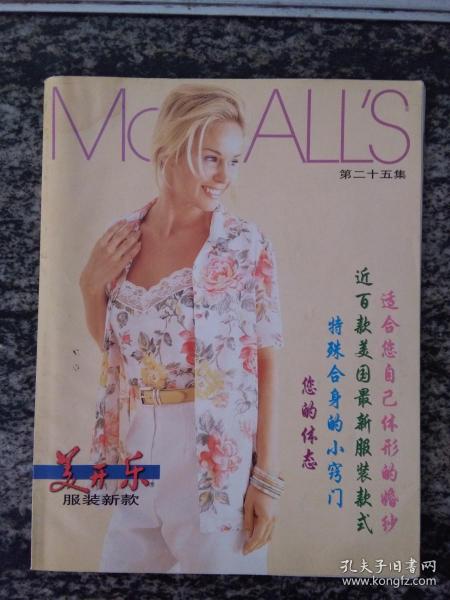 McCALL'S
第二十五集
适合您自己体形的婚纱
近百款美国最新服装款式
特殊合身的小窍门
您的体态
美开乐
服装新款
孔夫子旧书网
www.kongfz.com